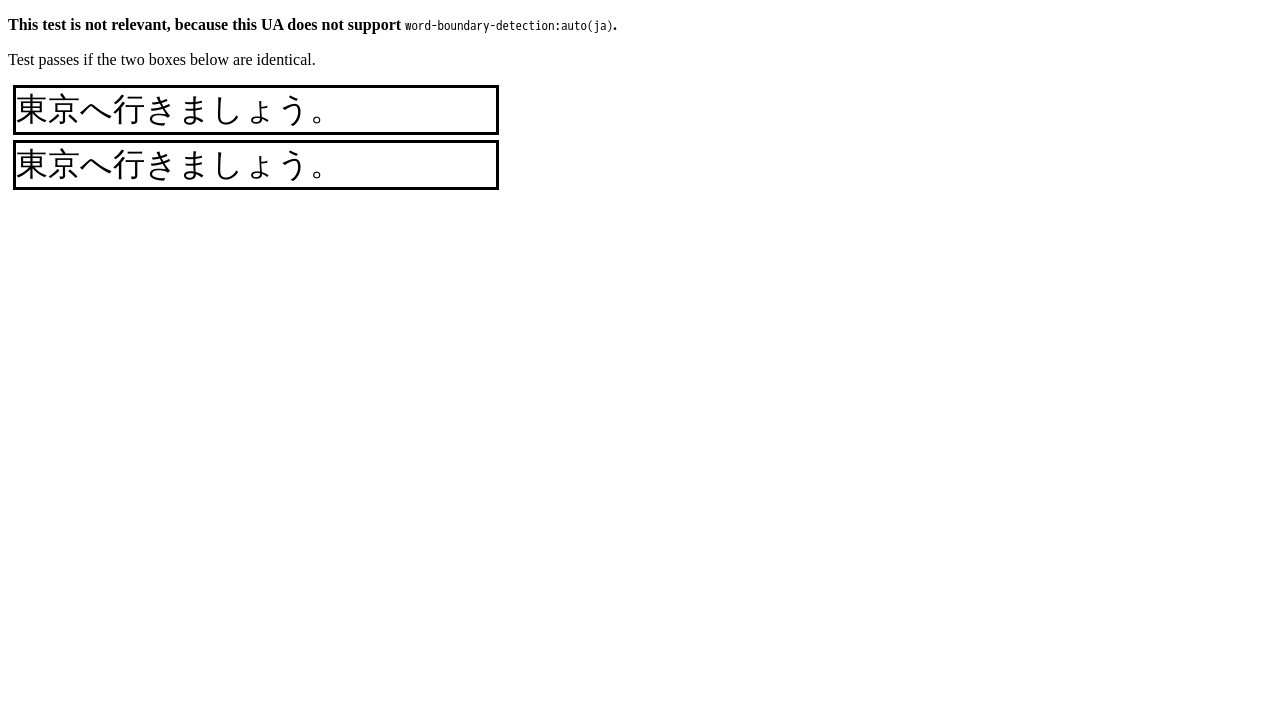 This test is not relevant, because this UA does not support word-boundary-detection:auto(ja).
Test passes if the two boxes below are identical.
東京へ行きましょう。
東京へ行きましょう。